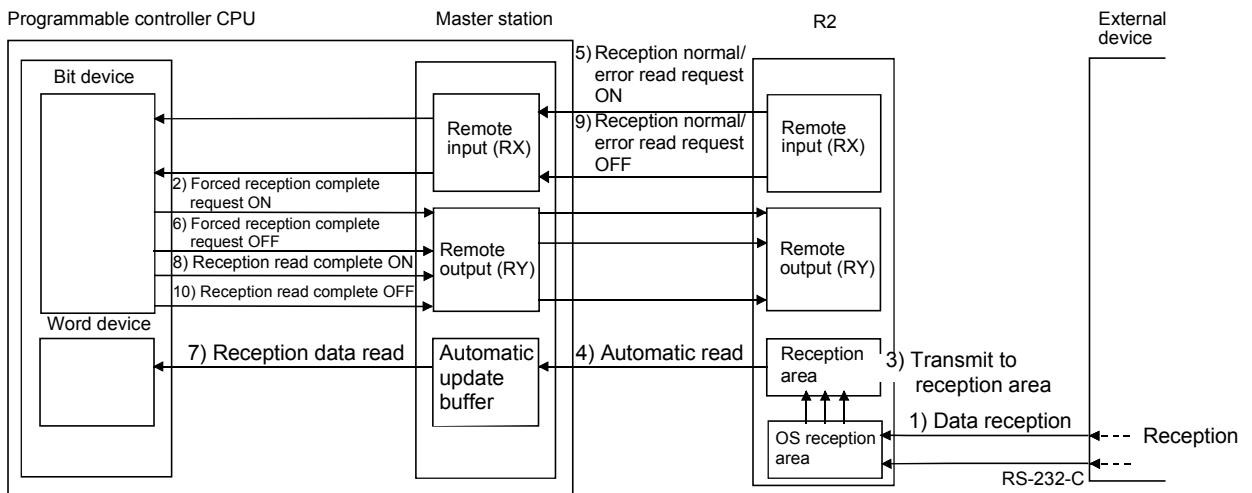 Programmable controller CPU
Master station
R2
External
device
Bit device
5) Reception normal/
error read request
ON
9) Reception normal/
error read request
OFF
Remote
input (RX)
Remote
input (RX)
2) Forced reception complete
request ON
6) Forced reception complete
request OFF
8) Reception read complete ON
10) Reception read complete OFF
Remote
output (RY)
Remote
output (RY)
Word device
7) Reception data read
Automatic
update
buffer
4) Automatic read
Reception
area
3) Transmit to
reception area
1) Data reception
OS reception
area
Reception
RS-232-C